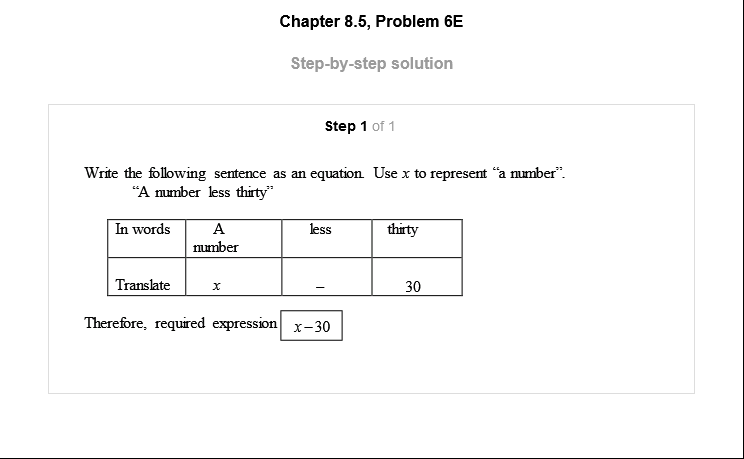 Chapter 8.5, Problem 6E
Step-by-step solution
Step 1 of 1
Write the following sentence as an equation. Use x to represent “a number”.
“A number less thirty”
In words A number less thirty
Translate x – 30
Therefore, required expression x–30